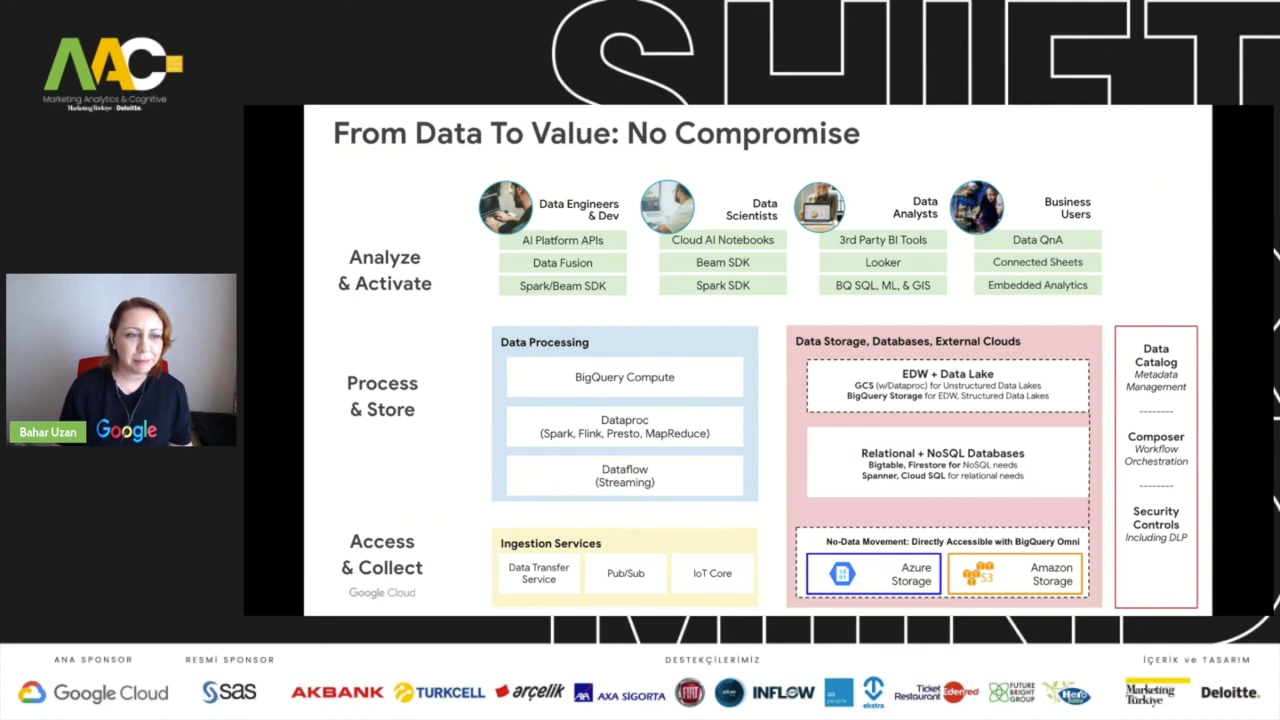 SHIFT
MAC
Marketing Analytics & Cognitive
Marketing Türkiye Deloitte.
From Data To Value: No Compromise
Data Engineers
& Dev
Data
Scientists
Data
Analysts
Business
Users
Analyze
& Activate
AI Platform APIs
Cloud AI Notebooks
3rd Party BI Tools
Data QnA
Data Fusion
Beam SDK
Looker
Connected Sheets
Spark/Beam SDK
Spark SDK
BQ SQL, ML, & GIS
Embedded Analytics
Process
& Store
Data Processing
BigQuery Compute
Dataproc
(Spark, Flink, Presto, MapReduce)
Dataflow
(Streaming)
Data Storage, Databases, External Clouds
EDW + Data Lake
GCS (w/Dataproc) for Unstructured Data Lakes
BigQuery Storage for EDW, Structured Data Lakes
Relational + NoSQL Databases
Bigtable, Firestore for NoSQL needs
Spanner, Cloud SQL for relational needs
Data
Catalog
Metadata
Management
--------
Composer
Workflow
Orchestration
--------
Security
Controls
Including DLP
Access
& Collect
Google Cloud
Ingestion Services
Data Transfer
Service
Pub/Sub
IoT Core
No-Data Movement: Directly Accessible with BigQuery Omni
Azure
Storage
S3
Amazon
Storage
Google
Bahar Uzan
MIND
ANA SPONSOR
RESMİ SPONSOR
DESTEKÇİLERİMİZ
İÇERİK ve TASARIM
Google Cloud
sas
AKBANK
TURKCELL
arçelik
AXA
AXA SİGORTA
FIAT
INFLOW
people
ekstra
Ticket
Restaurant
Edenred
FUTURE
BRIGHT
GROUP
Hero
Marketing
Türkiye
Deloitte.